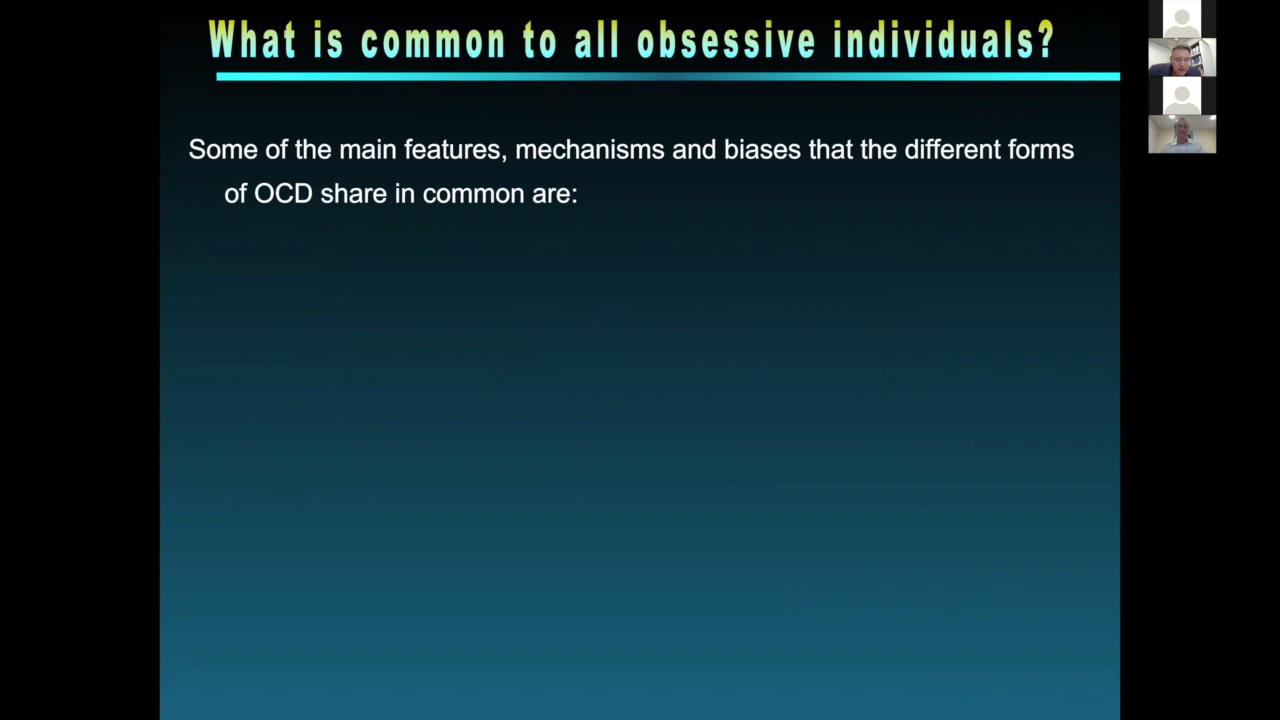 What is common to all obsessive individuals?
Some of the main features, mechanisms and biases that the different forms
of OCD share in common are: